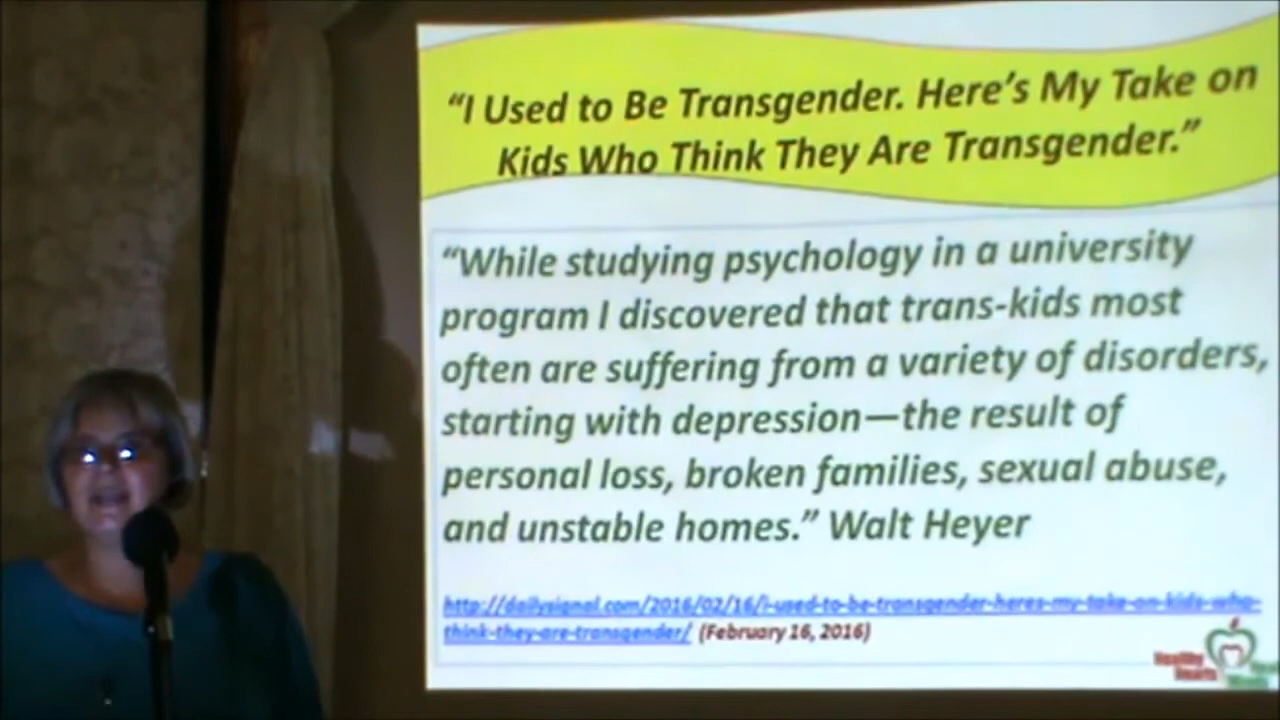 “I Used to Be Transgender. Here’s My Take on
Kids Who Think They Are Transgender.”
“While studying psychology in a university
program I discovered that trans-kids most
often are suffering from a variety of disorders,
starting with depression—the result of
personal loss, broken families, sexual abuse,
and unstable homes.” Walt Heyer
http://dailysignal.com/2016/02/16/i-used-to-be-transgender-heres-my-take-on-kids-who-
think-they-are-transgender/ (February 16, 2016)
Healthy
Hearts